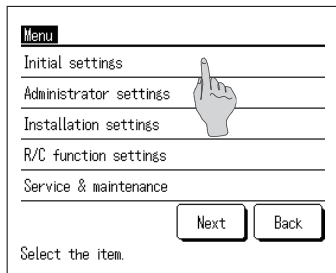 Menu
Initial settings
Administrator settings
Installation settings
R/C function settings
Service & maintenance
Next Back
Select the item.